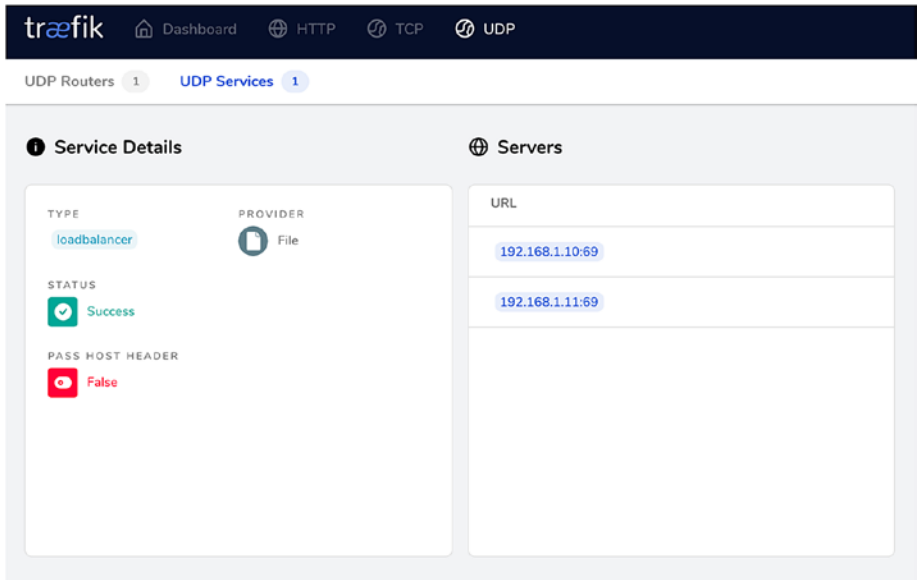 træfik Dashboard HTTP TCP UDP
UDP Routers 1 UDP Services 1
Service Details
TYPE PROVIDER
loadbalancer File
STATUS
Success
PASS HOST HEADER
False
Servers
URL
192.168.1.10:69
192.168.1.11:69